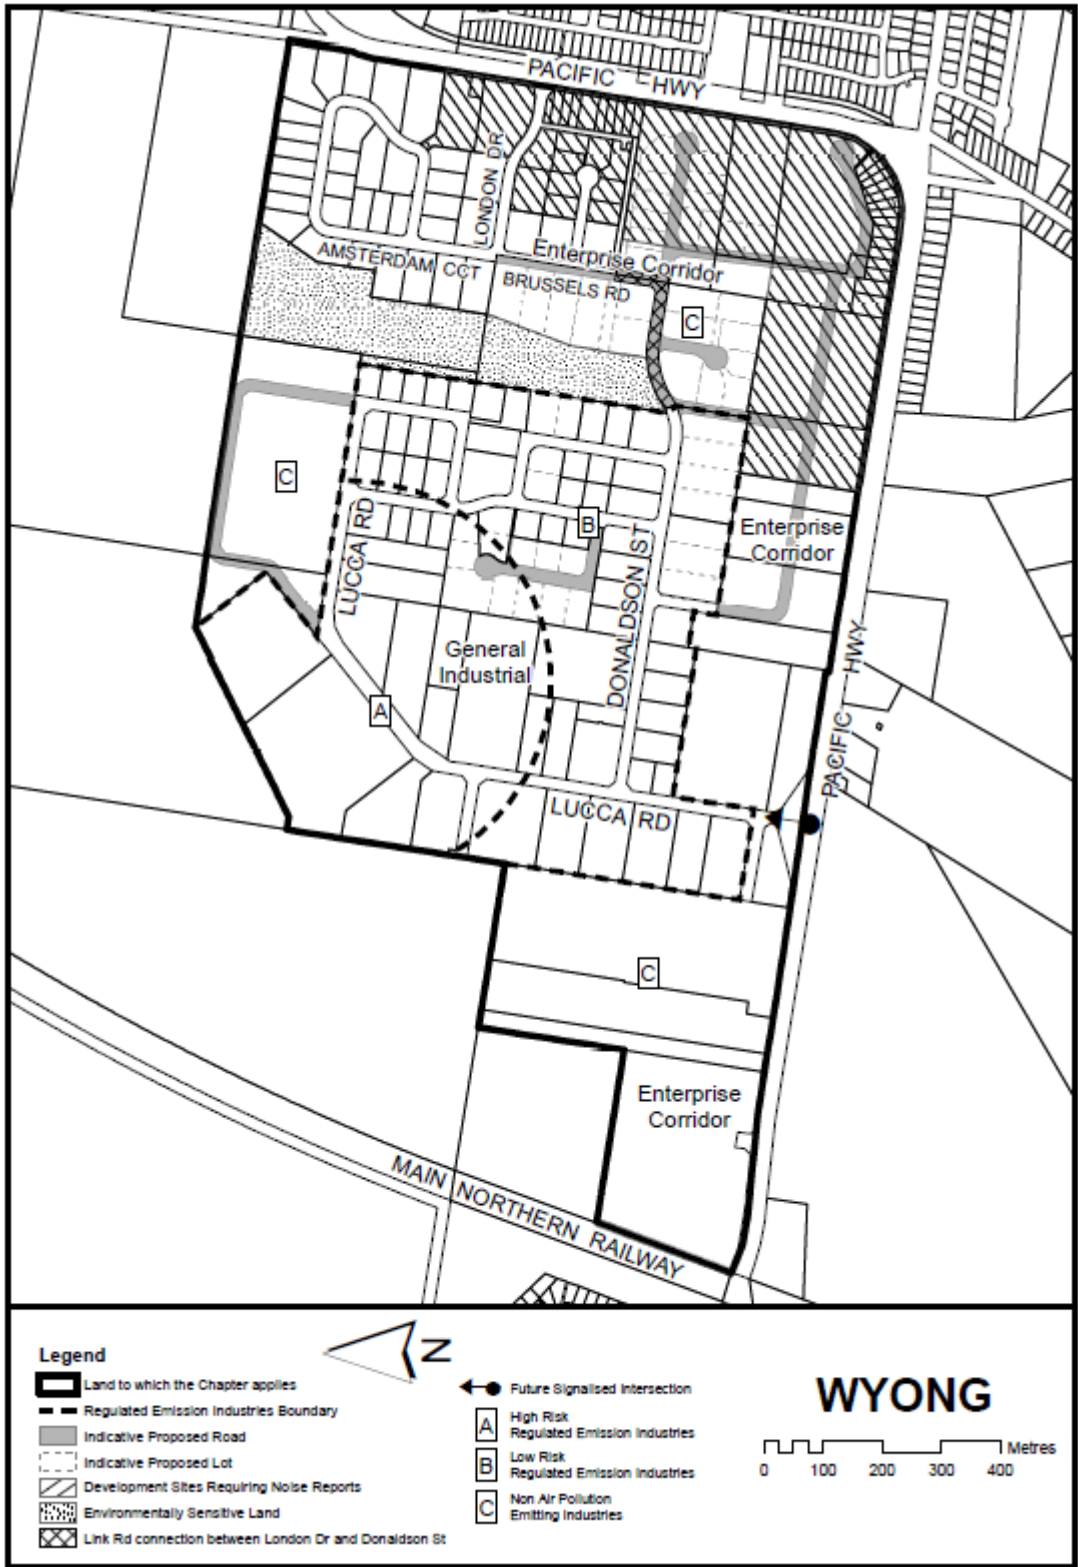 PACIFIC HWY
LONDON DR
Enterprise Corridor
AMSTERDAM CCT
BRUSSELS RD
C
C
LUCCA RD
B
DONALDSON ST
Enterprise
Corridor
General
Industrial
A
PACIFIC HWY
LUCCA RD
C
Enterprise
Corridor
MAIN NORTHERN RAILWAY
Legend
Land to which the Chapter applies
Regulated Emission Industries Boundary
Indicative Proposed Road
Indicative Proposed Lot
Development Sites Requiring Noise Reports
Environmentally Sensitive Land
Link Rd connection between London Dr and Donaldson St
N
Future Signalised Intersection
A
High Risk
Regulated Emission Industries
B
Low Risk
Regulated Emission Industries
C
Non Air Pollution
Emitting Industries
WYONG
Metres
0 100 200 300 400